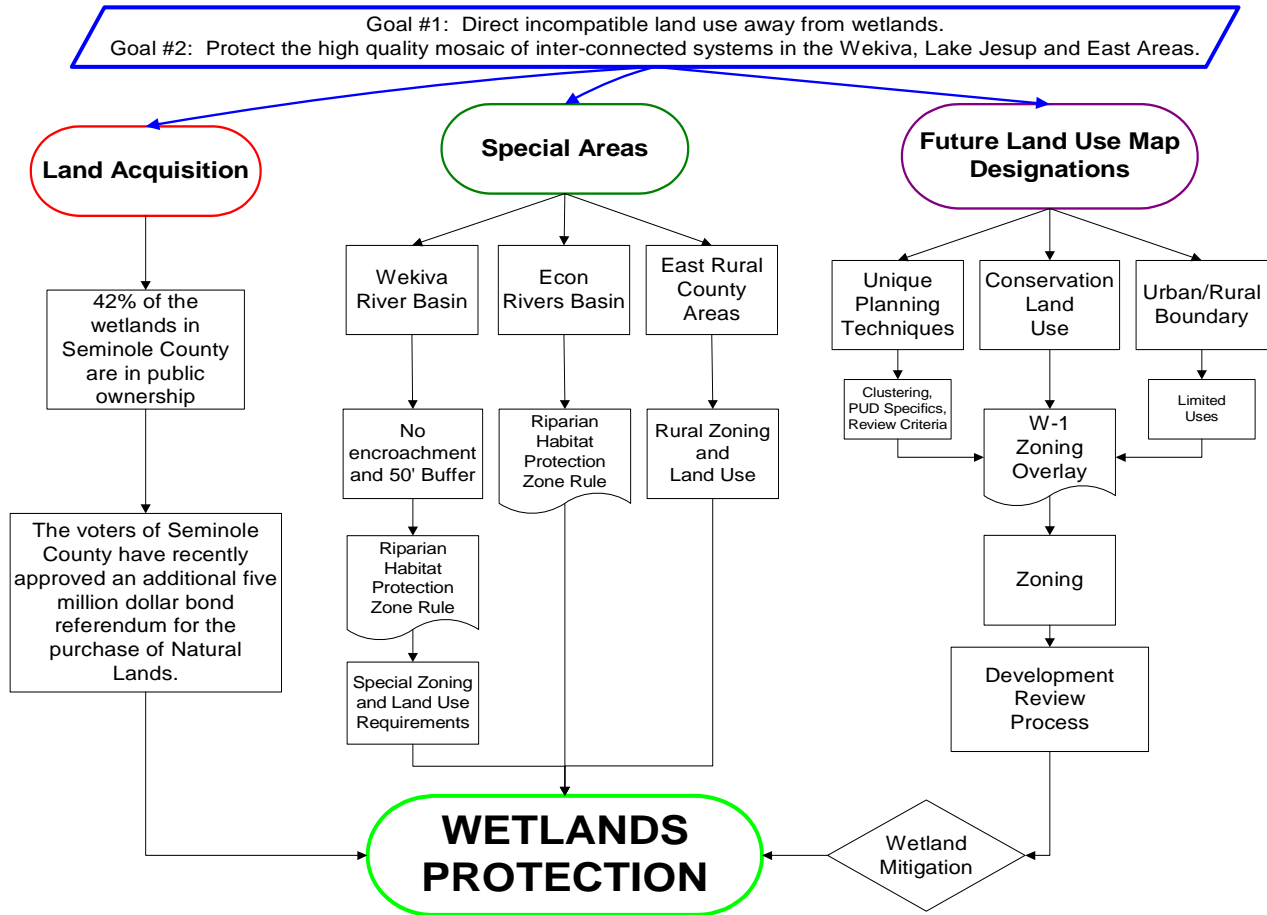 Goal #1: Direct incompatible land use away from wetlands.
Goal #2: Protect the high quality mosaic of inter-connected systems in the Wekiva, Lake Jesup and East Areas.
Land Acquisition
Special Areas
Future Land Use Map
Designations
42% of the
wetlands in
Seminole County
are in public
ownership
The voters of Seminole
County have recently
approved an additional five
million dollar bond
referendum for the
purchase of Natural
Lands.
Wekiva
River Basin
No
encroachment
and 50' Buffer
Riparian
Habitat
Protection
Zone Rule
Special Zoning
and Land Use
Requirements
Econ
Rivers Basin
Riparian
Habitat
Protection
Zone Rule
East Rural
County
Areas
Rural Zoning
and
Land Use
Unique
Planning
Techniques
Clustering,
PUD Specifics,
Review Criteria
Conservation
Land
Use
Urban/Rural
Boundary
Limited
Uses
W-1
Zoning
Overlay
Zoning
Development
Review
Process
Wetland
Mitigation
WETLANDS
PROTECTION